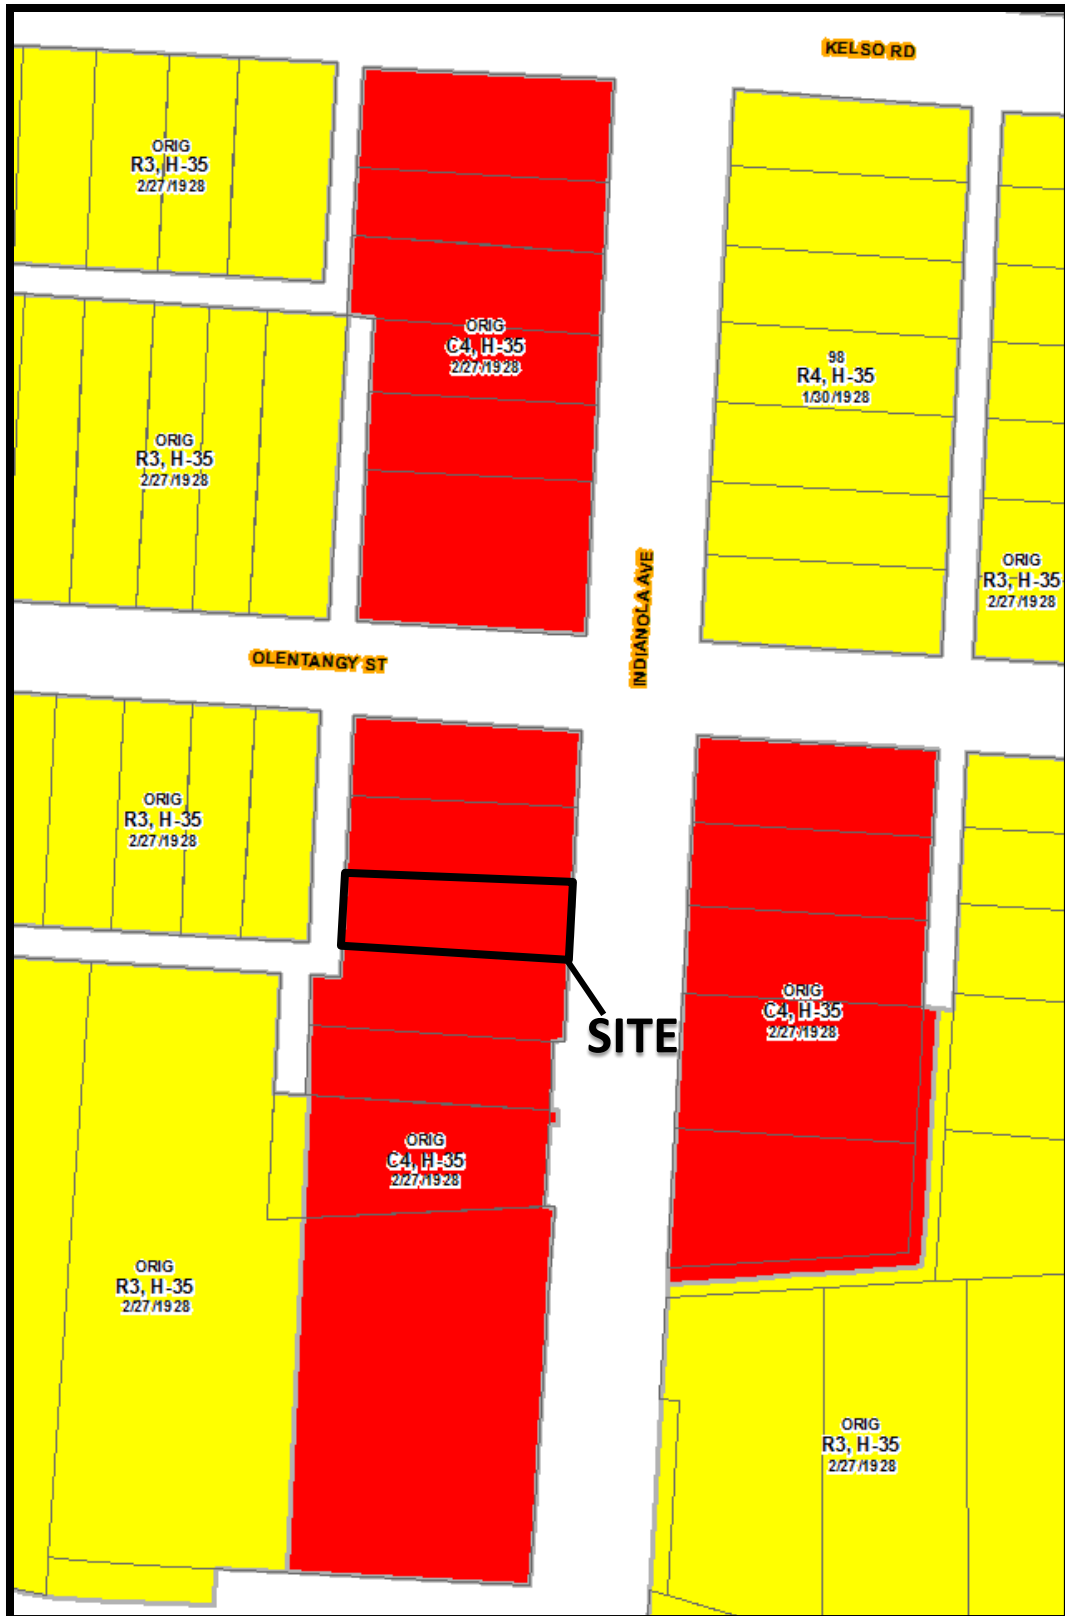 KELSO RD
ORIG
R3, H-35
2/27/1928
ORIG
C4, H-35
2/27/1928
98
R4, H-35
1/30/1928
ORIG
R3, H-35
2/27/1928
ORIG
R3, H-35
2/27/1928
INDIANOLA AVE
OLENTANGY ST
ORIG
R3, H-35
2/27/1928
ORIG
C4, H-35
2/27/1928
SITE
ORIG
C4, H-35
2/27/1928
ORIG
R3, H-35
2/27/1928
ORIG
R3, H-35
2/27/1928